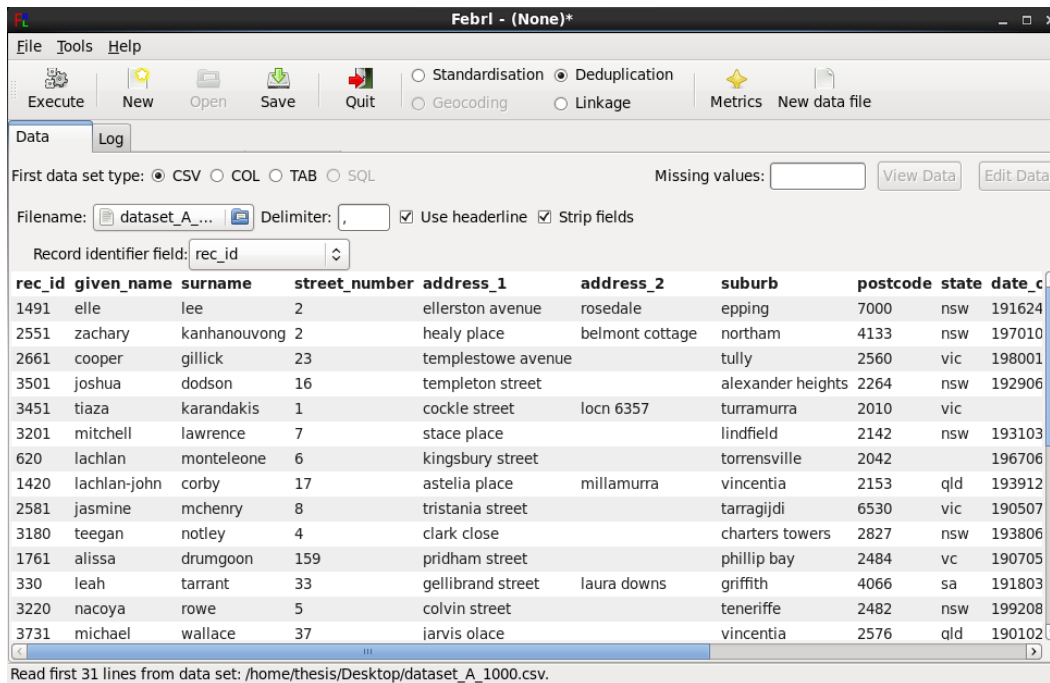 Febrl - (None)*
File Tools Help
Execute New Open Save Quit Standardisation Deduplication Geocoding Linkage Metrics New data file
Data Log
First data set type: CSV COL TAB SQL Missing values: View Data Edit Data
Filename: dataset_A_... Delimiter: , Use headerline Strip fields
Record identifier field: rec_id
rec_id given_name surname street_number address_1 address_2 suburb postcode state
1491 elle lee 2 ellerston avenue rosedale epping 7000 nsw 191624
2551 zachary kanhanouvong 2 healy place belmont cottage northam 4133 nsw 197010
2661 cooper gillick 23 templestowe avenue tully 2560 vic 198001
3501 joshua dodson 16 templeton street alexander heights 2264 nsw 192906
3451 tiaza karandakis 1 cockle street locn 6357 turramurra 2010 vic
3201 mitchell lawrence 7 stace place lindfield 2142 nsw 193103
620 lachlan monteleone 6 kingsbury street torrensville 2042 196706
1420 lachlan-john corby 17 astelia place millamurra vincentia 2153 qld 193912
2581 jasmine mchenry 8 tristania street tarragijdi 6530 vic 190507
3180 teegan notley 4 clark close charters towers 2827 nsw 193806
1761 alissa drumgoon 159 pridham street phillip bay 2484 vc 190705
330 leah tarrant 33 gellibrand street laura downs griffith 4066 sa 191803
3220 nacoya rowe 5 colvin street teneriffe 2482 nsw 199208
3731 michael wallace 37 jarvis olace vincentia 2576 qld 190102
Read first 31 lines from data set: /home/thesis/Desktop/dataset_A_1000.csv.